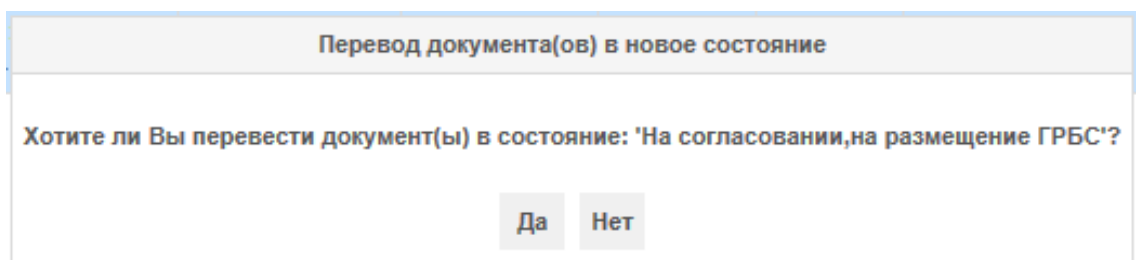 Перевод документа(ов) в новое состояние
Хотите ли Вы перевести документ(ы) в состояние: 'На согласовании,на размещение ГРБС'?
Да Нет